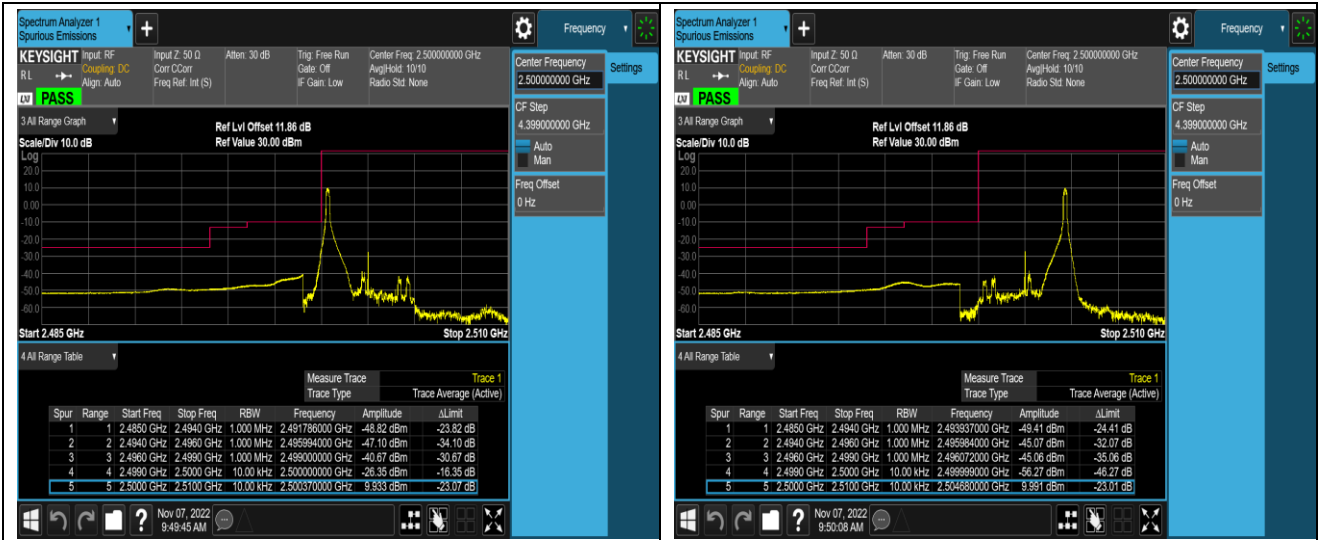 Spectrum Analyzer 1
Spurious Emissions
Frequency
KEYSIGHT Input: RF Input Z: 50 Ω Atten: 30 dB Trig: Free Run Center Freq: 2.500000000 GHz
R L Coupling: DC Corr CCorr Gate: Off Avg|Hold: 10/10
Align: Auto Freq Ref: Int (S) IF Gain: Low Radio Std: None
LXI PASS
Center Frequency
2.500000000 GHz
Settings
CF Step
4.399000000 GHz
Auto
Man
Freq Offset
0 Hz
3 All Range Graph
Ref Lvl Offset 11.86 dB
Scale/Div 10.0 dB Ref Value 30.00 dBm
Log
20.0
10.0
0.00
-10.0
-20.0
-30.0
-40.0
-50.0
-60.0
Start 2.485 GHz Stop 2.510 GHz
4 All Range Table
Measure Trace Trace 1
Trace Type Trace Average (Active)
Spur Range Start Freq Stop Freq RBW Frequency Amplitude ΔLimit
1 1 2.4850 GHz 2.4940 GHz 1.000 MHz 2.491786000 GHz -48.82 dBm -23.82 dB
2 2 2.4940 GHz 2.4960 GHz 1.000 MHz 2.495994000 GHz -47.10 dBm -34.10 dB
3 3 2.4960 GHz 2.4990 GHz 1.000 MHz 2.499000000 GHz -40.67 dBm -30.67 dB
4 4 2.4990 GHz 2.5000 GHz 10.00 kHz 2.500000000 GHz -26.35 dBm -16.35 dB
5 5 2.5000 GHz 2.5100 GHz 10.00 kHz 2.500370000 GHz 9.933 dBm -23.07 dB
?
Nov 07, 2022
9:49:45 AM
Spectrum Analyzer 1
Spurious Emissions
Frequency
KEYSIGHT Input: RF Input Z: 50 Ω Atten: 30 dB Trig: Free Run Center Freq: 2.500000000 GHz
R L Coupling: DC Corr CCorr Gate: Off Avg|Hold: 10/10
Align: Auto Freq Ref: Int (S) IF Gain: Low Radio Std: None
LXI PASS
Center Frequency
2.500000000 GHz
Settings
CF Step
4.399000000 GHz
Auto
Man
Freq Offset
0 Hz
3 All Range Graph
Ref Lvl Offset 11.86 dB
Scale/Div 10.0 dB Ref Value 30.00 dBm
Log
20.0
10.0
0.00
-10.0
-20.0
-30.0
-40.0
-50.0
-60.0
Start 2.485 GHz Stop 2.510 GHz
4 All Range Table
Measure Trace Trace 1
Trace Type Trace Average (Active)
Spur Range Start Freq Stop Freq RBW Frequency Amplitude ΔLimit
1 1 2.4850 GHz 2.4940 GHz 1.000 MHz 2.493937000 GHz -49.41 dBm -24.41 dB
2 2 2.4940 GHz 2.4960 GHz 1.000 MHz 2.495984000 GHz -45.07 dBm -32.07 dB
3 3 2.4960 GHz 2.4990 GHz 1.000 MHz 2.496072000 GHz -45.06 dBm -35.06 dB
4 4 2.4990 GHz 2.5000 GHz 10.00 kHz 2.499999000 GHz -56.27 dBm -46.27 dB
5 5 2.5000 GHz 2.5100 GHz 10.00 kHz 2.504680000 GHz 9.991 dBm -23.01 dB
?
Nov 07, 2022
9:50:08 AM